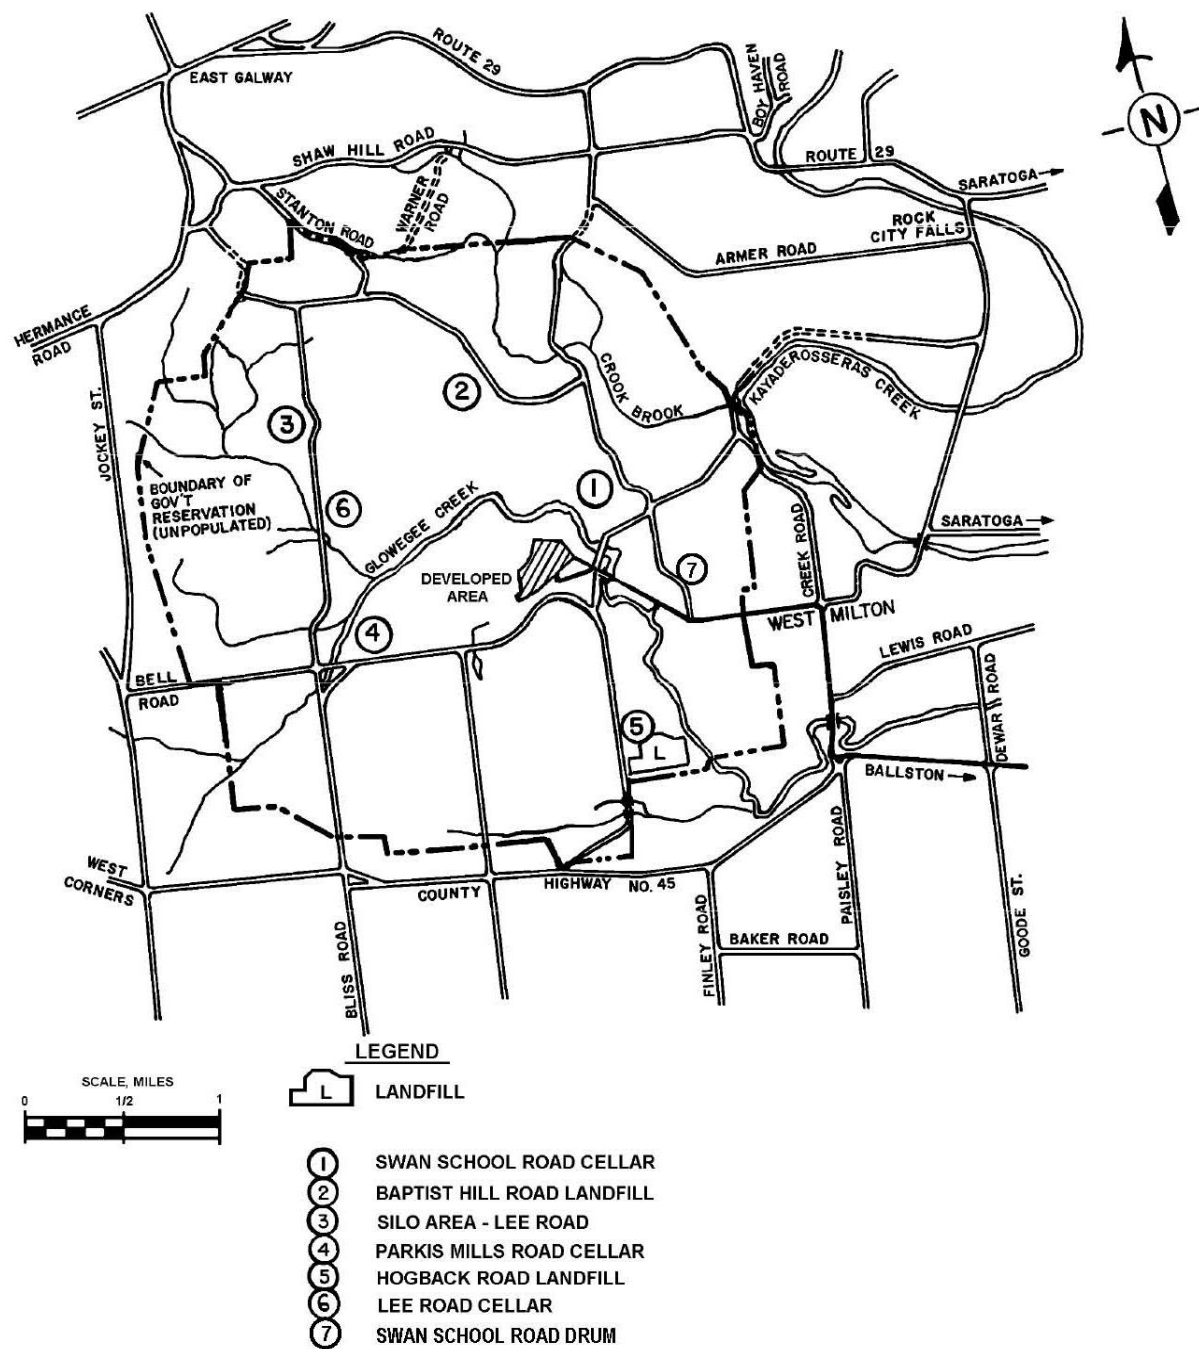 ROUTE 29
EAST GALWAY
BOY HAVEN
ROAD
N
SHAW HILL ROAD
ROUTE 29
SARATOGA
WARNER
ROAD
STANTON ROAD
ROCK
CITY FALLS
ARMER ROAD
HERMANCE
ROAD
CROOK BROOK
KAYADEROSSERAS CREEK
JOCKEY ST.
2
3
BOUNDARY OF
GOV'T
RESERVATION
(UNPOPULATED)
6
1
GLOWEGEE CREEK
SARATOGA
CREEK ROAD
DEVELOPED
AREA
7
WEST MILTON
4
LEWIS ROAD
BELL
ROAD
DEWAR ROAD
5
L
BALLSTON
WEST
CORNERS
COUNTY
HIGHWAY NO. 45
PAISLEY ROAD
GOODE ST.
BLISS ROAD
FINLEY ROAD
BAKER ROAD
LEGEND
SCALE, MILES
0 1/2 1
L LANDFILL
1 SWAN SCHOOL ROAD CELLAR
2 BAPTIST HILL ROAD LANDFILL
3 SILO AREA - LEE ROAD
4 PARKIS MILLS ROAD CELLAR
5 HOGBACK ROAD LANDFILL
6 LEE ROAD CELLAR
7 SWAN SCHOOL ROAD DRUM